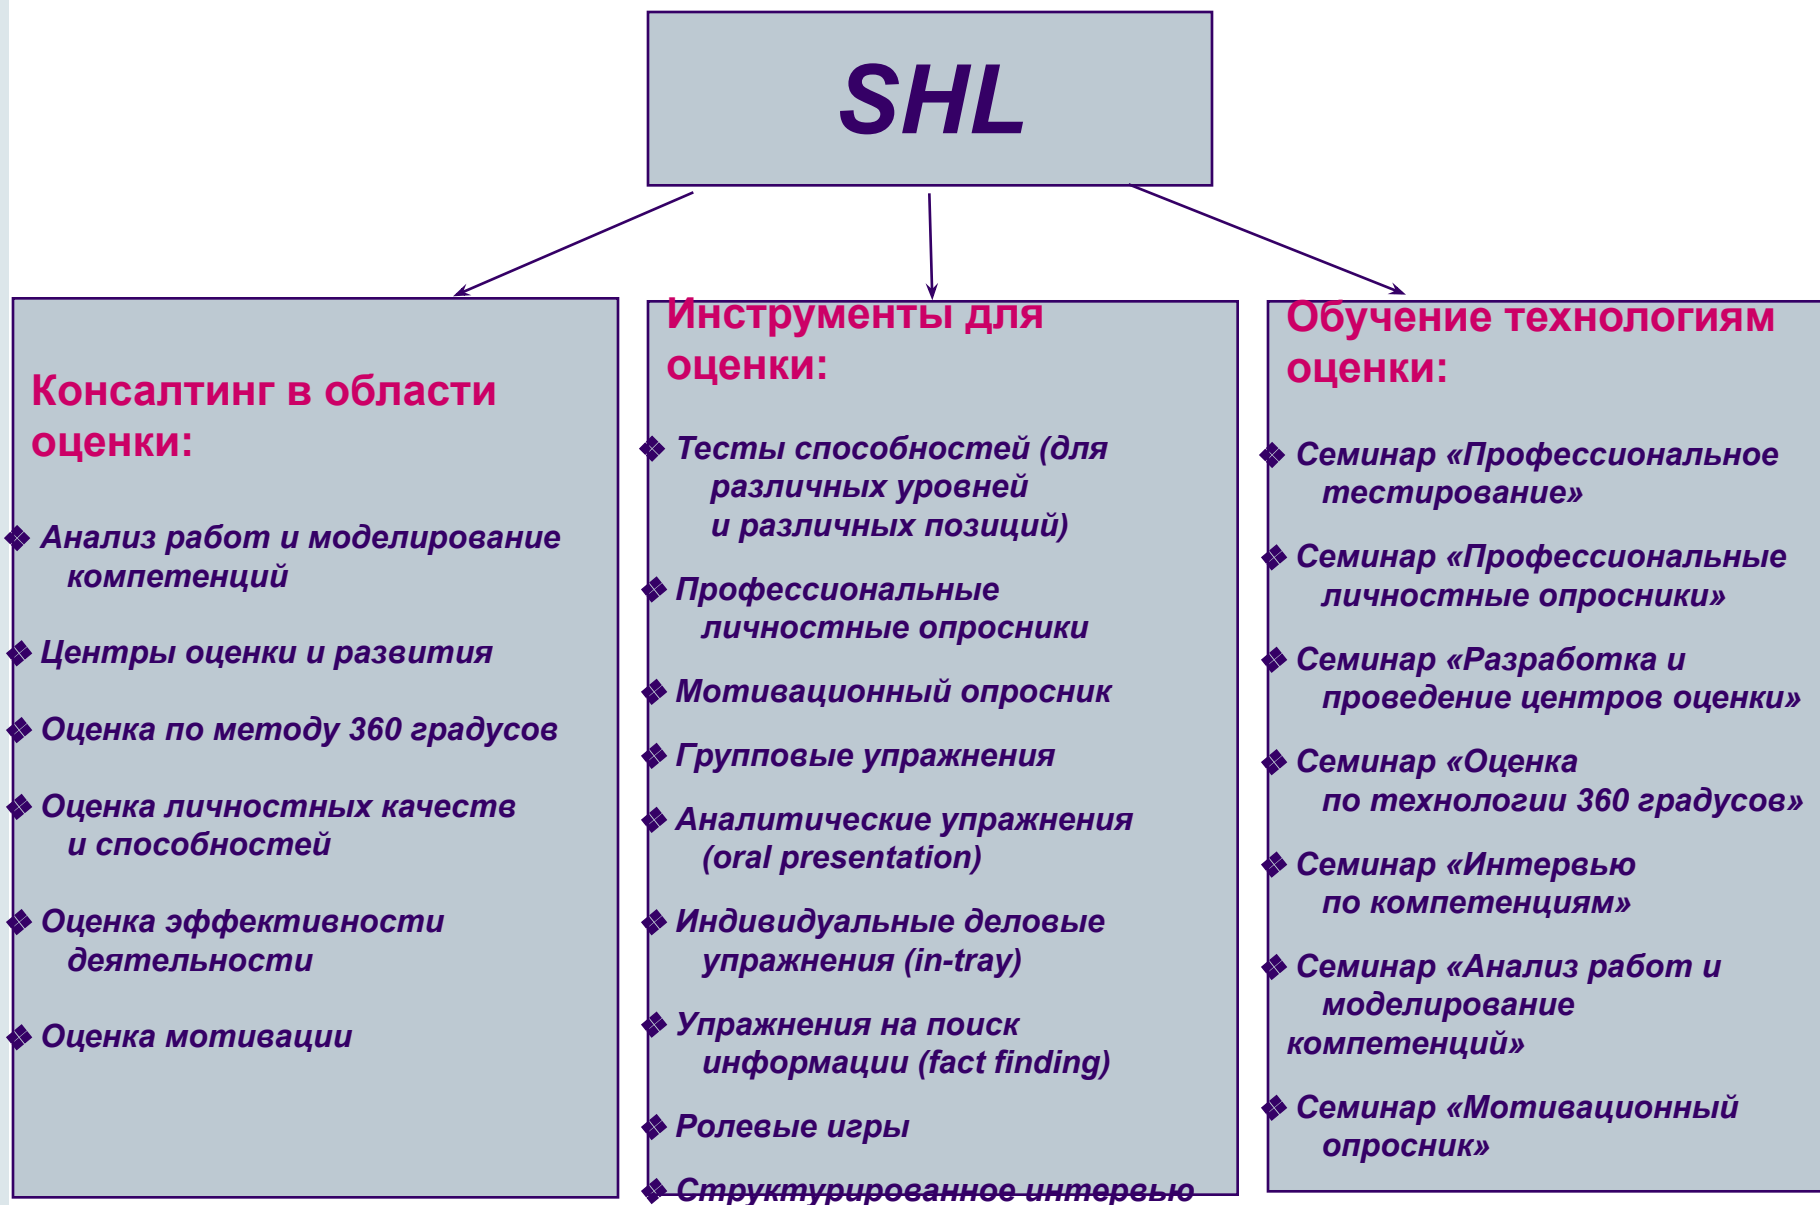 SHL
Консалтинг в области
оценки:
❖ Анализ работ и моделирование
компетенций
❖ Центры оценки и развития
❖ Оценка по методу 360 градусов
❖ Оценка личностных качеств
и способностей
❖ Оценка эффективности
деятельности
❖ Оценка мотивации
Инструменты для
оценки:
❖ Тесты способностей (для
различных уровней
и различных позиций)
❖ Профессиональные
личностные опросники
❖ Мотивационный опросник
❖ Групповые упражнения
❖ Аналитические упражнения
(oral presentation)
❖ Индивидуальные деловые
упражнения (in-tray)
❖ Упражнения на поиск
информации (fact finding)
❖ Ролевые игры
❖ Структурированное интервью
Обучение технологиям
оценки:
❖ Семинар «Профессиональное
тестирование»
❖ Семинар «Профессиональные
личностные опросники»
❖ Семинар «Разработка и
проведение центров оценки»
❖ Семинар «Оценка
по технологии 360 градусов»
❖ Семинар «Интервью
по компетенциям»
❖ Семинар «Анализ работ и
моделирование
компетенций»
❖ Семинар «Мотивационный
опросник»